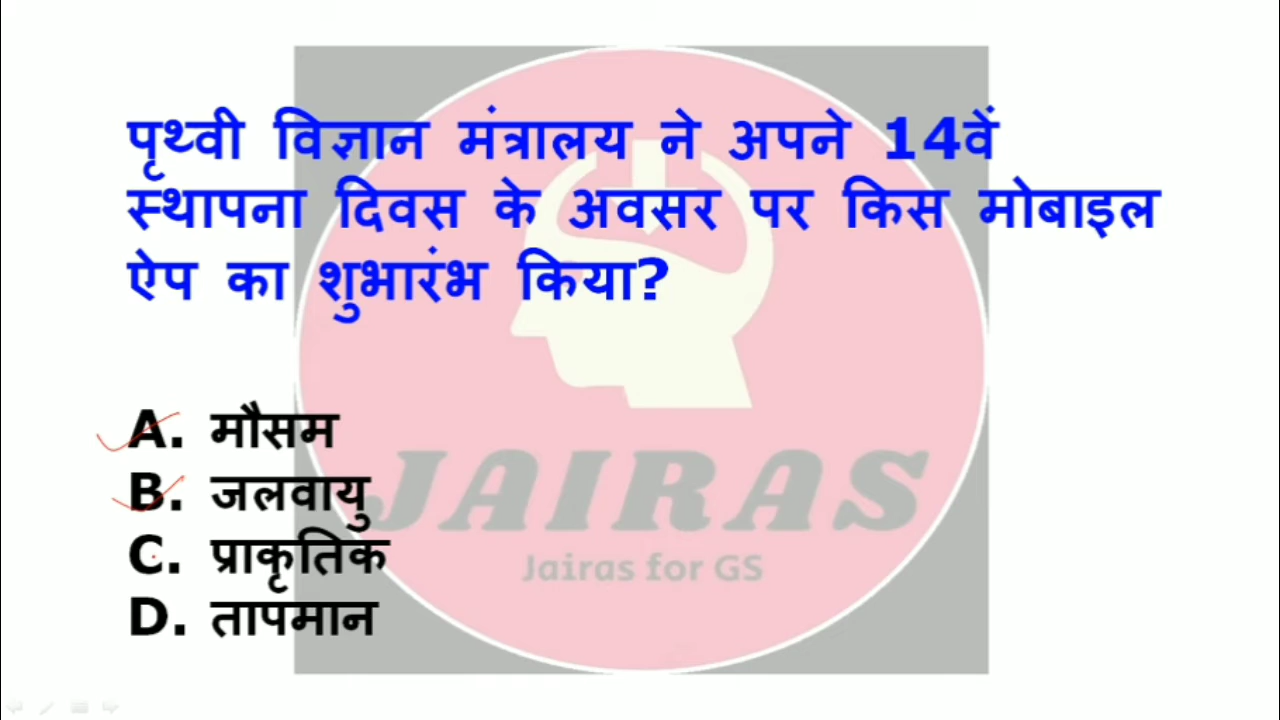 पृथ्वी विज्ञान मंत्रालय ने अपने 14वें
स्थापना दिवस के अवसर पर किस मोबाइल
ऐप का शुभारंभ किया?
A. मौसम
B. जलवायु
C. प्राकृतिक
D. तापमान
JAIRAS
Jairas for GS